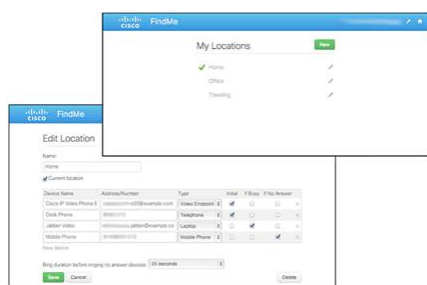 cisco FindMe
My Locations New
Home
Office
Traveling
cisco FindMe
Edit Location
Name
Home
Current location
Device Name Address/Number Type Initial If Busy If No Answer
Cisco IP Video Phone E Video Endpoint
Desk Phone Telephone
Jabber Video Laptop
Mobile Phone Mobile Phone
New device
Ring duration before ringing no answer devices 25 seconds
Save Cancel Delete